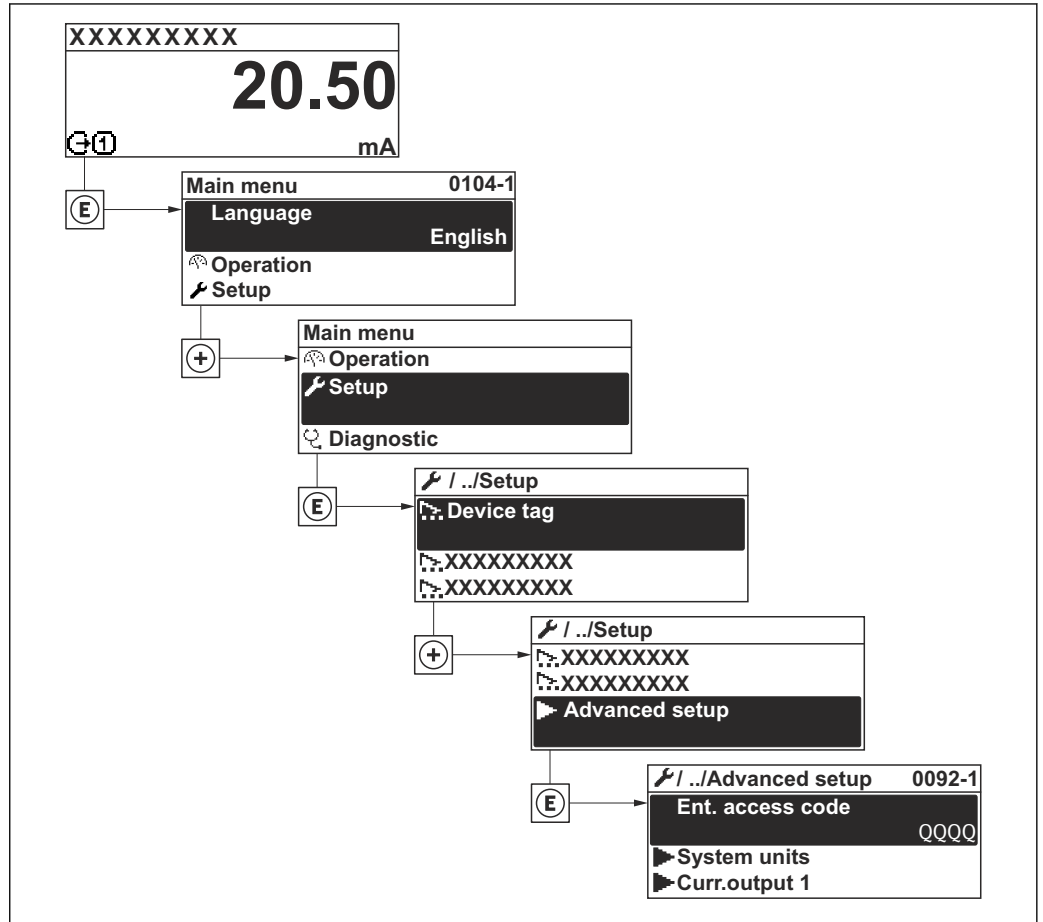 XXXXXXXXX
20.50
1
mA
E
Main menu 0104-1
Language
English
Operation
Setup
+
Main menu
Operation
Setup
Diagnostic
E
/ ../Setup
Device tag
XXXXXXXXX
XXXXXXXXX
+
/ ../Setup
XXXXXXXXX
XXXXXXXXX
Advanced setup
E
/ ../Advanced setup 0092-1
Ent. access code
QQQQ
System units
Curr.output 1